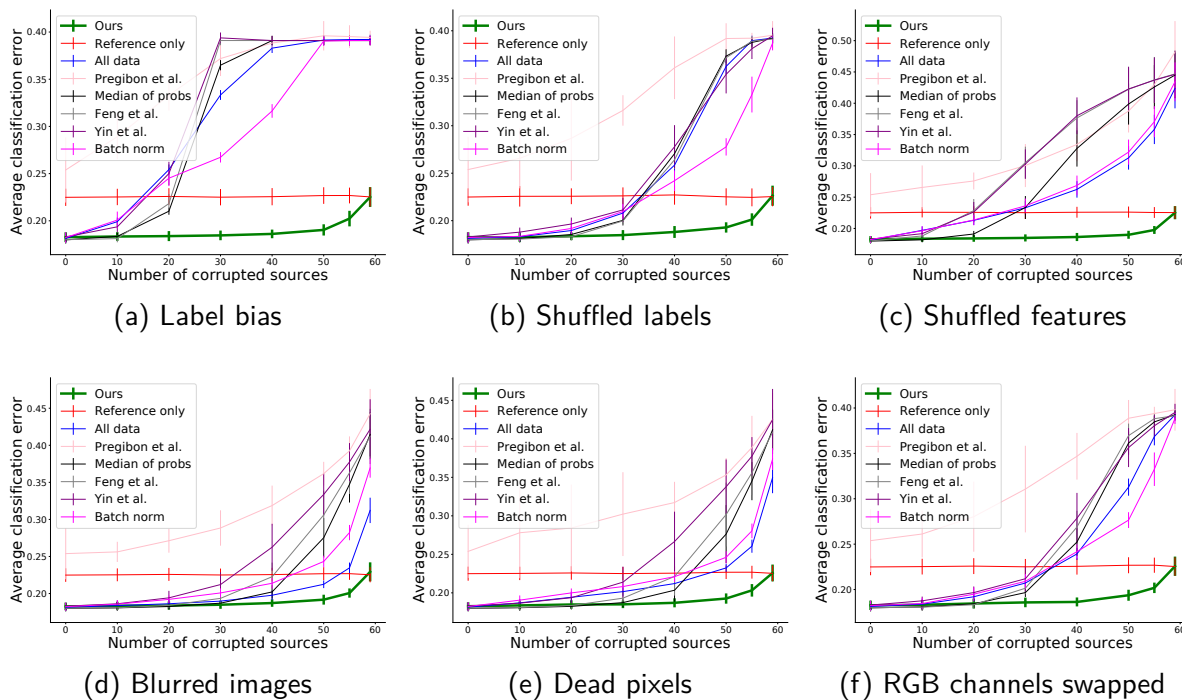 Average classification error
0.40
0.35
0.30
0.25
0.20
Ours
Reference only
All data
Pregibon et al.
Median of probs
Feng et al.
Yin et al.
Batch norm
0 10 20 30 40 50 60
Number of corrupted sources
(a) Label bias
Average classification error
0.40
0.35
0.30
0.25
0.20
Ours
Reference only
All data
Pregibon et al.
Median of probs
Feng et al.
Yin et al.
Batch norm
0 10 20 30 40 50 60
Number of corrupted sources
(b) Shuffled labels
Average classification error
0.50
0.45
0.40
0.35
0.30
0.25
0.20
Ours
Reference only
All data
Pregibon et al.
Median of probs
Feng et al.
Yin et al.
Batch norm
0 10 20 30 40 50 60
Number of corrupted sources
(c) Shuffled features
Average classification error
0.45
0.40
0.35
0.30
0.25
0.20
Ours
Reference only
All data
Pregibon et al.
Median of probs
Feng et al.
Yin et al.
Batch norm
0 10 20 30 40 50 60
Number of corrupted sources
(d) Blurred images
Average classification error
0.45
0.40
0.35
0.30
0.25
0.20
Ours
Reference only
All data
Pregibon et al.
Median of probs
Feng et al.
Yin et al.
Batch norm
0 10 20 30 40 50 60
Number of corrupted sources
(e) Dead pixels
Average classification error
0.40
0.35
0.30
0.25
0.20
Ours
Reference only
All data
Pregibon et al.
Median of probs
Feng et al.
Yin et al.
Batch norm
0 10 20 30 40 50 60
Number of corrupted sources
(f) RGB channels swapped